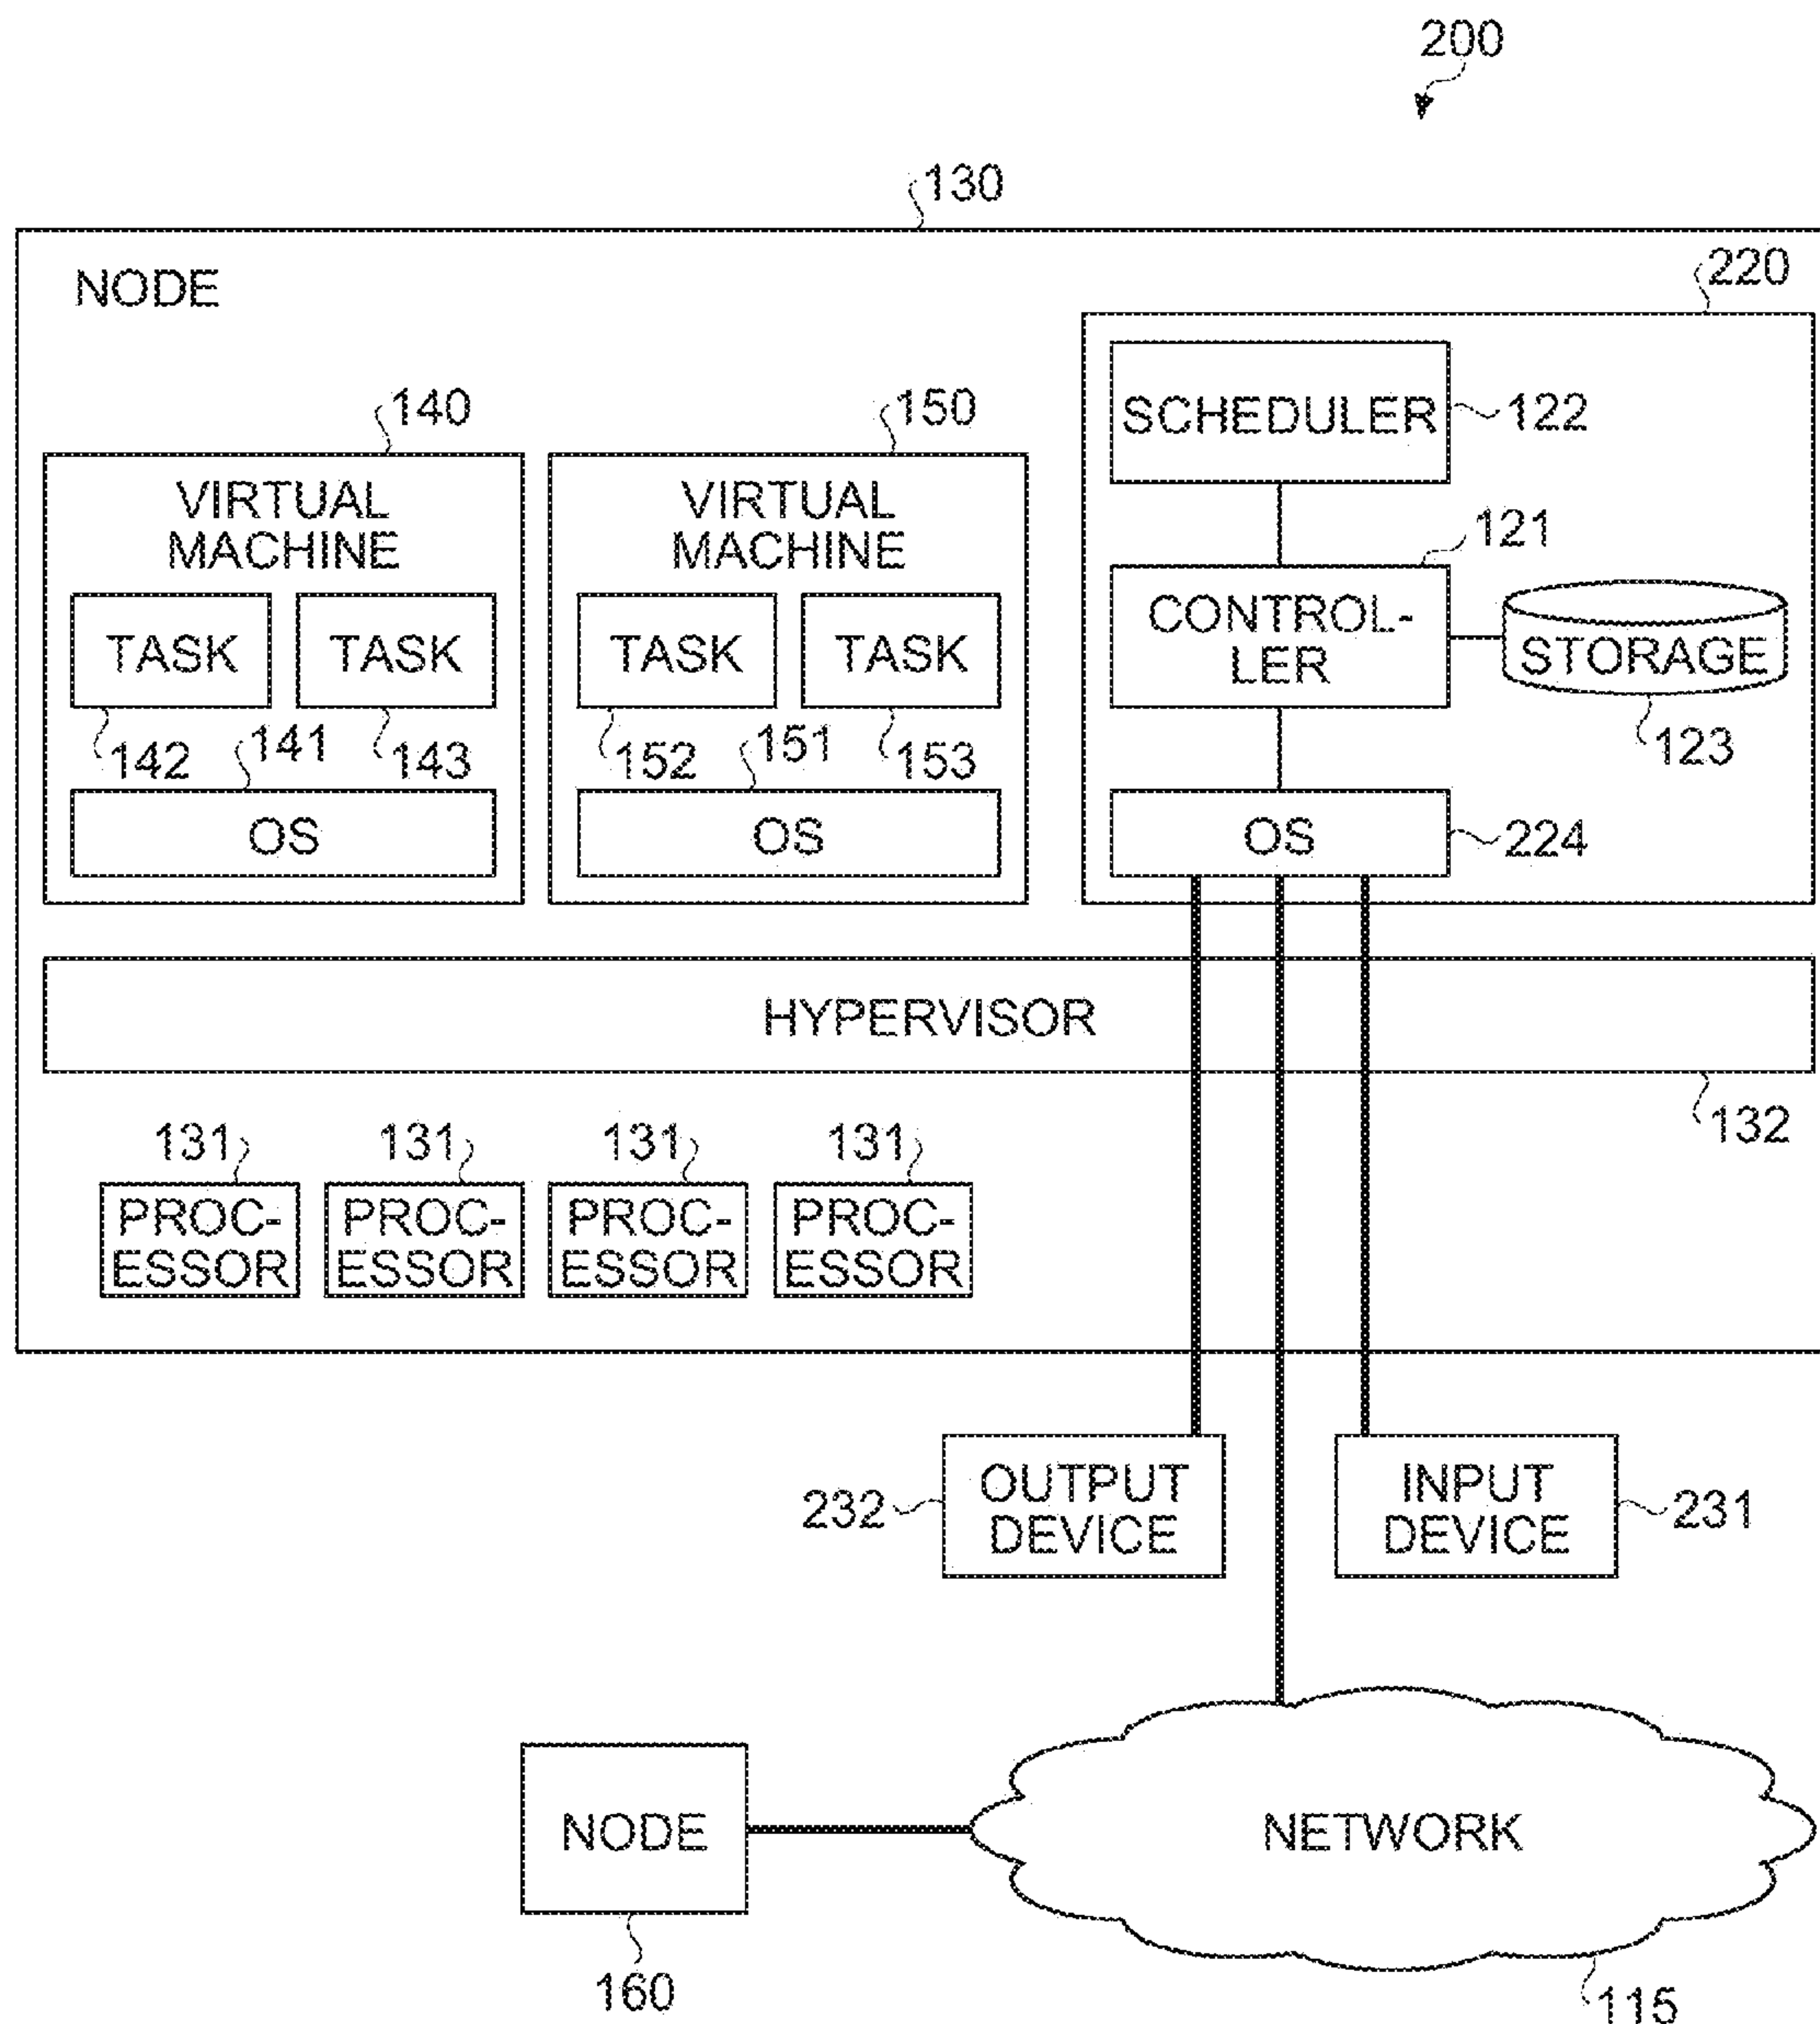 200
130
NODE
220
140
150
SCHEDULER
122
VIRTUAL
MACHINE
VIRTUAL
MACHINE
121
TASK
TASK
TASK
TASK
CONTROL-
LER
STORAGE
142
141
143
152
151
153
123
OS
OS
OS
224
HYPERVISOR
132
131
131
131
131
PROC-
ESSOR
PROC-
ESSOR
PROC-
ESSOR
PROC-
ESSOR
232
OUTPUT
DEVICE
INPUT
DEVICE
231
NODE
NETWORK
160
115